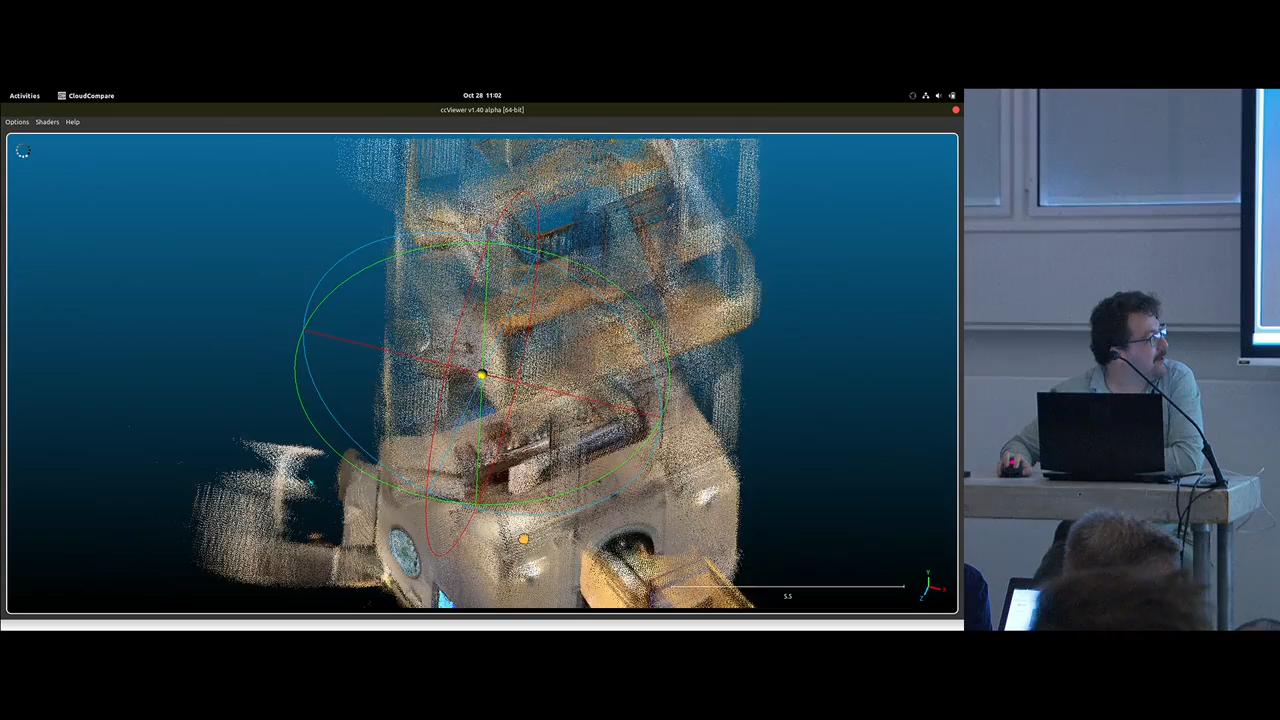 Activities CloudCompare Oct 28 11:02
ccViewer v1.40 alpha [64-bit]
Options Shaders Help
5.5
Y
X
Z